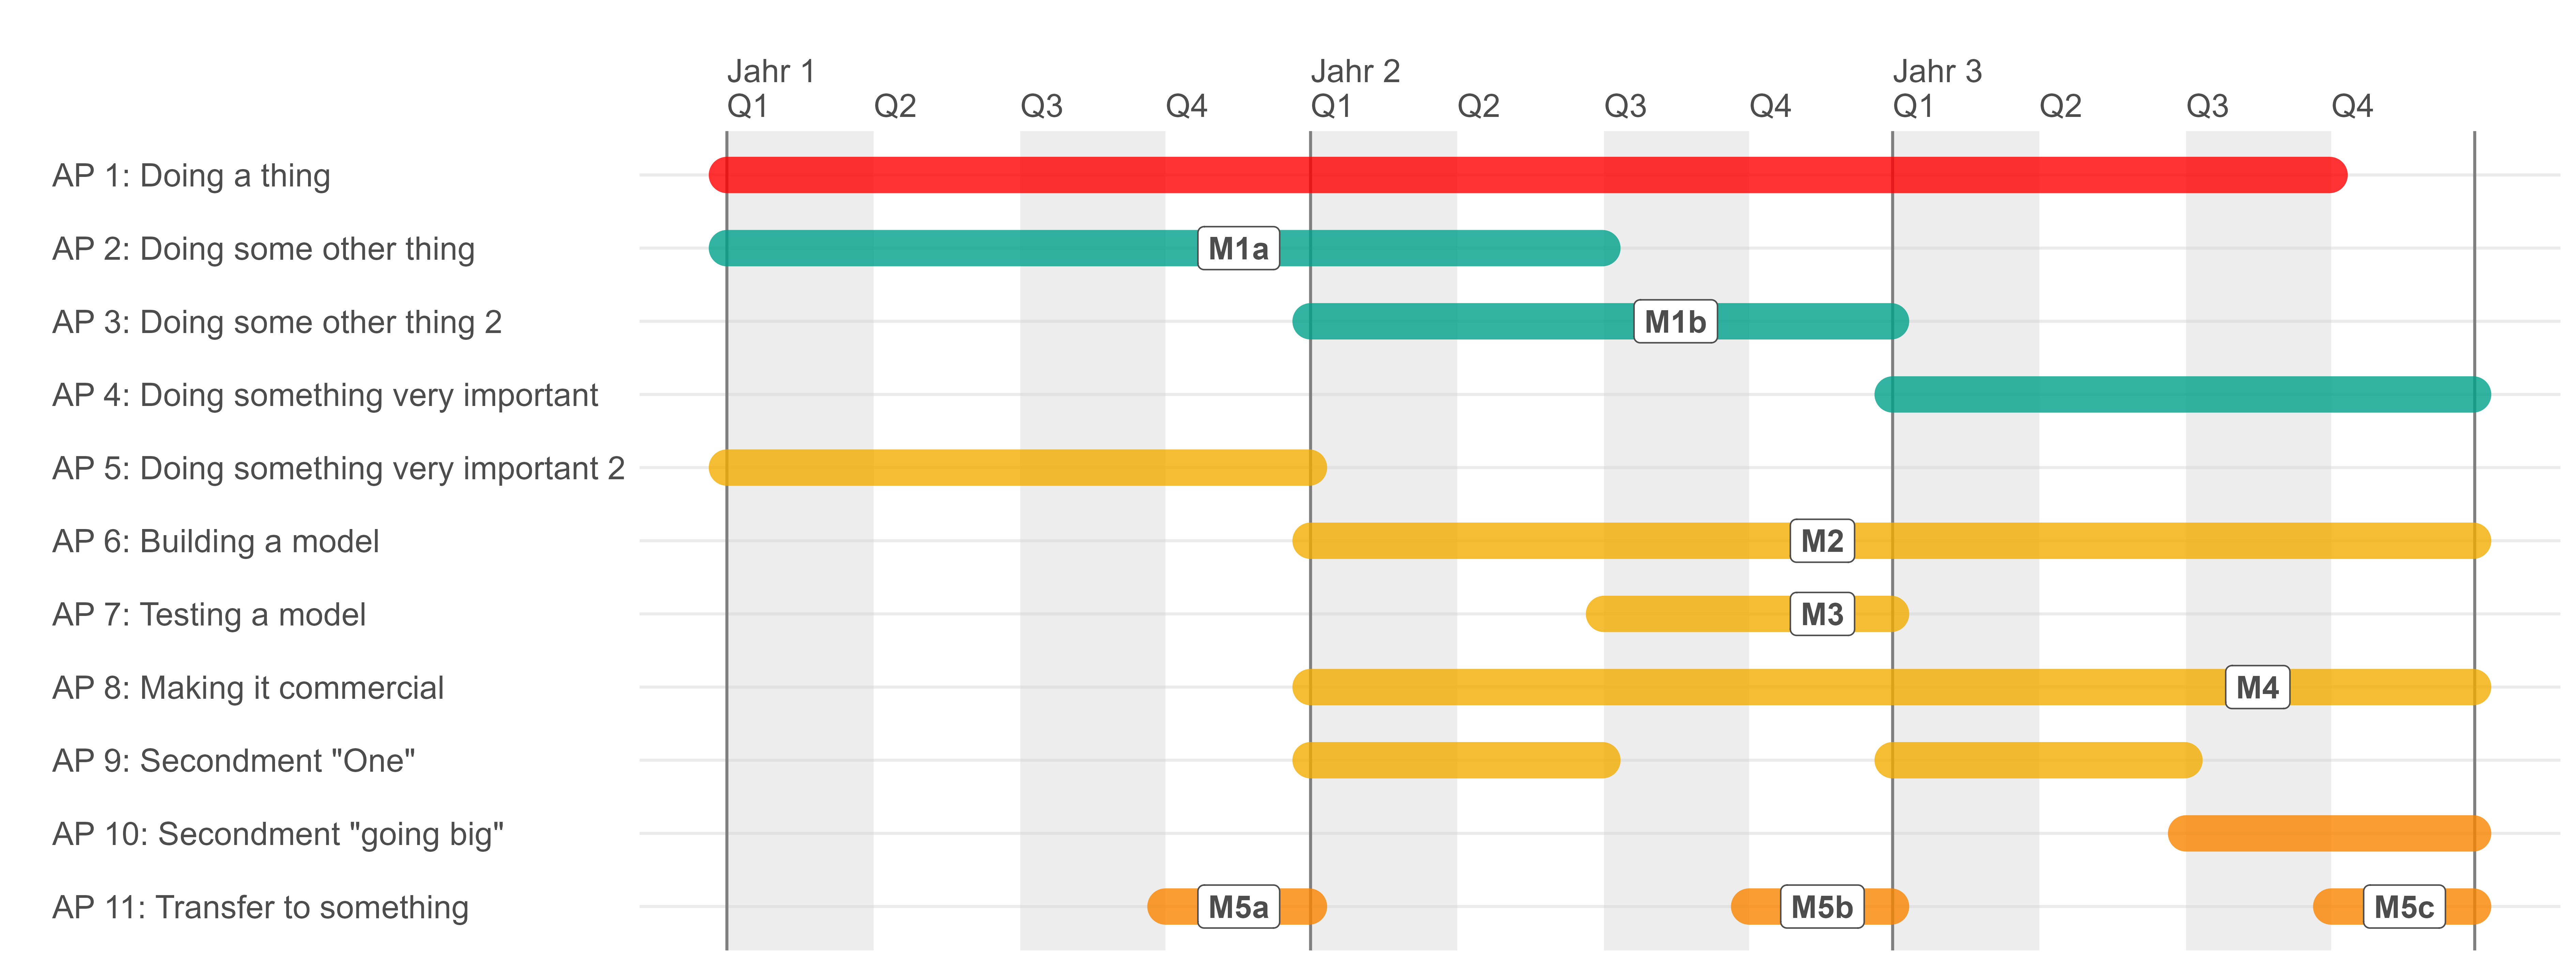 Jahr 1 Jahr 2 Jahr 3
Q1 Q2 Q3 Q4 Q1 Q2 Q3 Q4 Q1 Q2 Q3 Q4
AP 1: Doing a thing
AP 2: Doing some other thing M1a
AP 3: Doing some other thing 2 M1b
AP 4: Doing something very important
AP 5: Doing something very important 2
AP 6: Building a model M2
AP 7: Testing a model M3
AP 8: Making it commercial M4
AP 9: Secondment "One"
AP 10: Secondment "going big"
AP 11: Transfer to something M5a M5b M5c